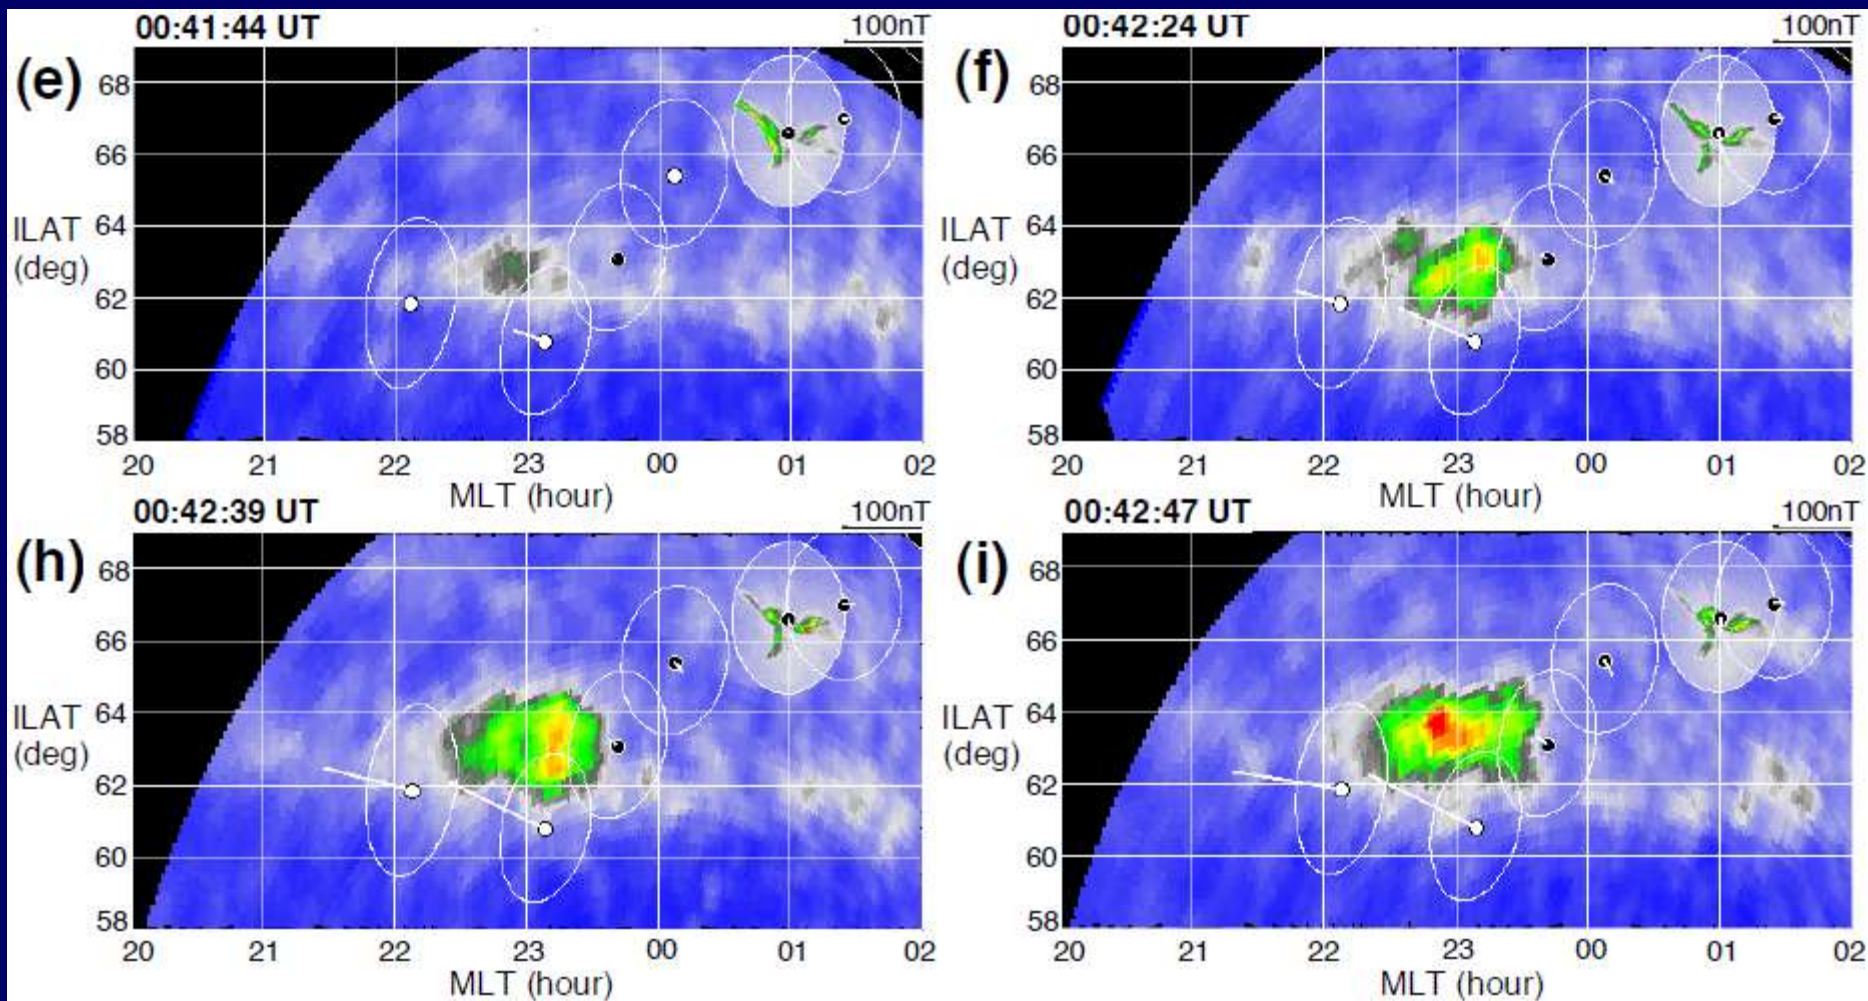 00:41:44 UT 100nT
(e)
68
66
64
ILAT
(deg)
62
60
58
20 21 22 23 00 01 02
MLT (hour)
00:42:24 UT 100nT
(f)
68
66
64
ILAT
(deg)
62
60
58
20 21 22 23 00 01 02
MLT (hour)
00:42:39 UT 100nT
(h)
68
66
64
ILAT
(deg)
62
60
58
20 21 22 23 00 01 02
MLT (hour)
00:42:47 UT 100nT
(i)
68
66
64
ILAT
(deg)
62
60
58
20 21 22 23 00 01 02
MLT (hour)